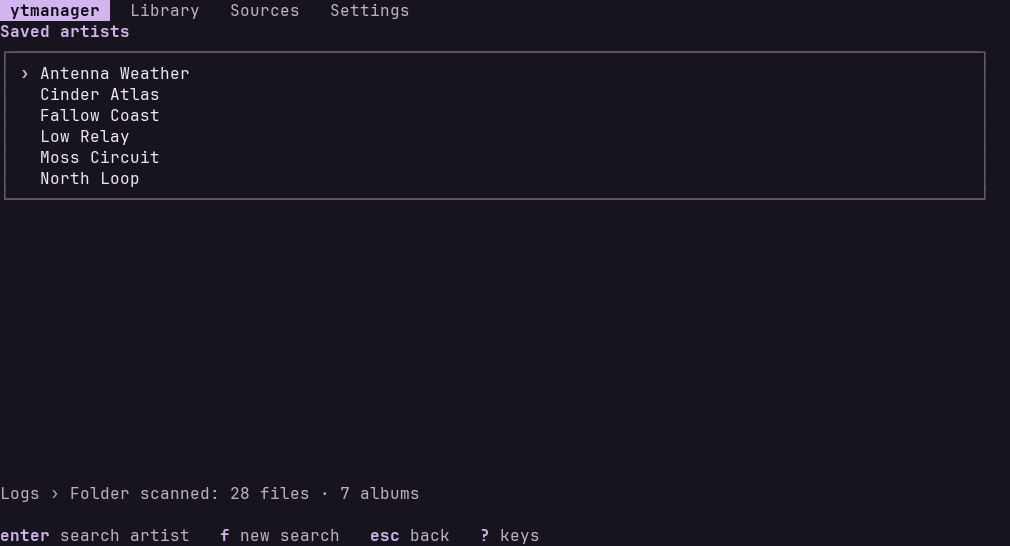 ytmanager Library Sources Settings
Saved artists
› Antenna Weather
Cinder Atlas
Fallow Coast
Low Relay
Moss Circuit
North Loop
Logs › Folder scanned: 28 files · 7 albums
enter search artist f new search esc back ? keys